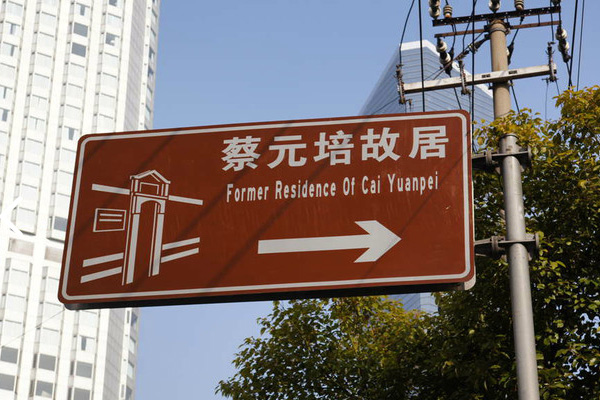 蔡元培故居
Former Residence Of Cai Yuanpei